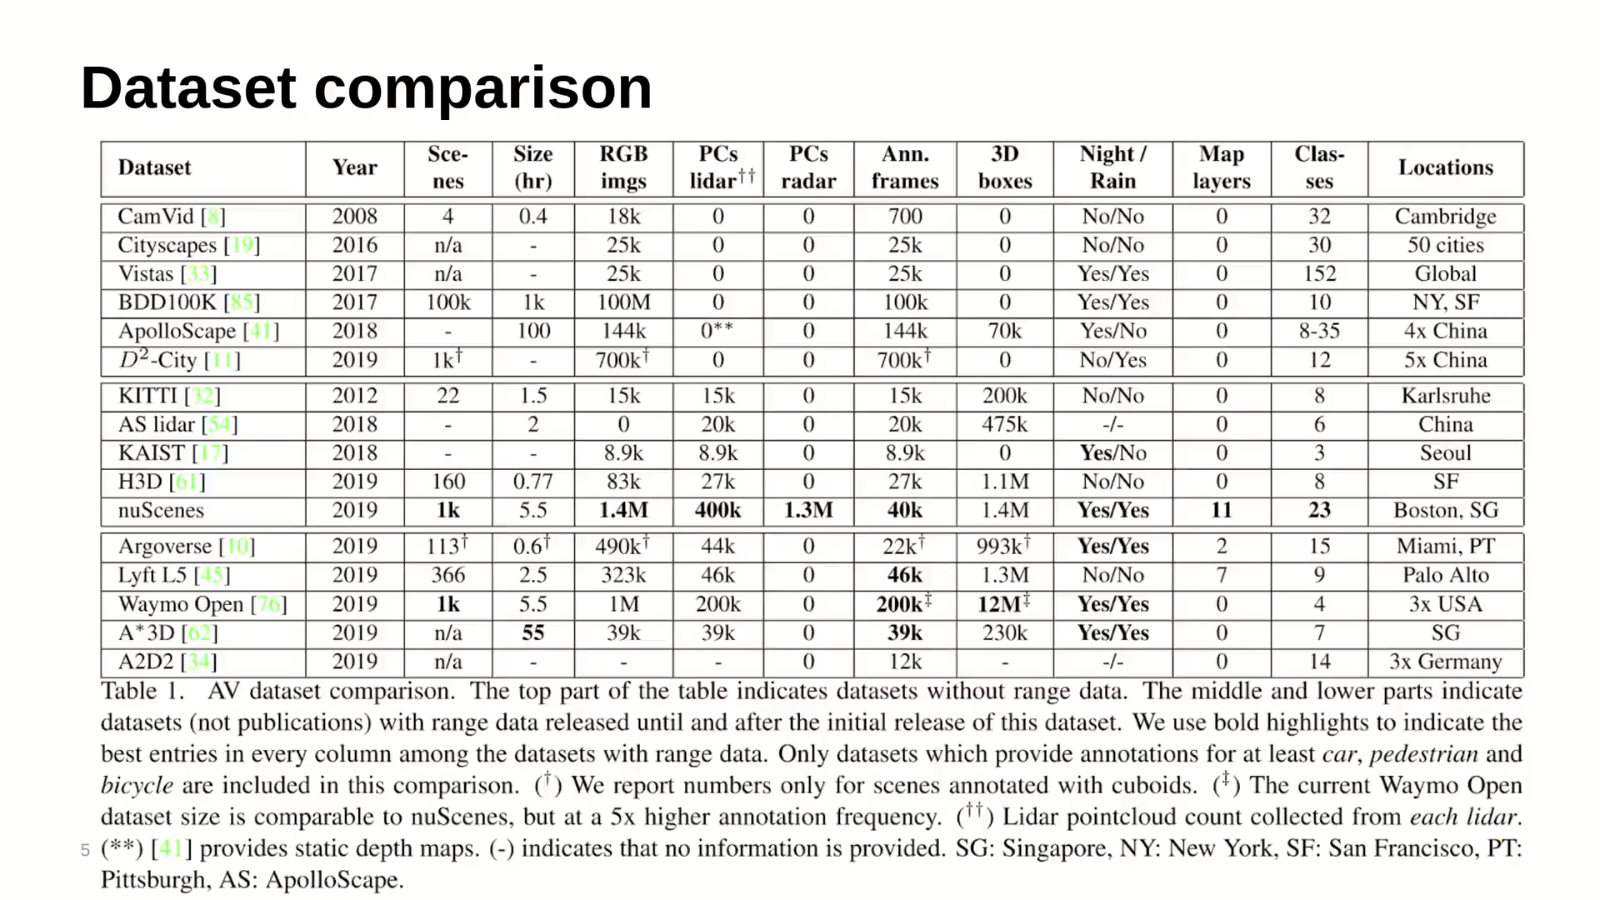 Dataset comparison
Dataset Year Sce-nes Size (hr) RGB imgs PCs lidar†† PCs radar Ann. frames 3D boxes Night / Rain Map layers Clas-ses Locations
CamVid [8] 2008 4 0.4 18k 0 0 700 0 No/No 0 32 Cambridge
Cityscapes [19] 2016 n/a - 25k 0 0 25k 0 No/No 0 30 50 cities
Vistas [33] 2017 n/a - 25k 0 0 25k 0 Yes/Yes 0 152 Global
BDD100K [85] 2017 100k 1k 100M 0 0 100k 0 Yes/Yes 0 10 NY, SF
ApolloScape [41] 2018 - 100 144k 0** 0 144k 70k Yes/No 0 8-35 4x China
D²-City [11] 2019 1k† - 700k† 0 0 700k† 0 No/Yes 0 12 5x China
KITTI [32] 2012 22 1.5 15k 15k 0 15k 200k No/No 0 8 Karlsruhe
AS lidar [54] 2018 - 2 0 20k 0 20k 475k -/- 0 6 China
KAIST [17] 2018 - - 8.9k 8.9k 0 8.9k 0 Yes/No 0 3 Seoul
H3D [61] 2019 160 0.77 83k 27k 0 27k 1.1M No/No 0 8 SF
nuScenes 2019 1k 5.5 1.4M 400k 1.3M 40k 1.4M Yes/Yes 11 23 Boston, SG
Argoverse [10] 2019 113† 0.6† 490k† 44k 0 22k† 993k† Yes/Yes 2 15 Miami, PT
Lyft L5 [45] 2019 366 2.5 323k 46k 0 46k 1.3M No/No 7 9 Palo Alto
Waymo Open [76] 2019 1k 5.5 1M 200k 0 200k‡ 12M‡ Yes/Yes 0 4 3x USA
A*3D [62] 2019 n/a 55 39k 39k 0 39k 230k Yes/Yes 0 7 SG
A2D2 [34] 2019 n/a - - - 0 12k - -/- 0 14 3x Germany
Table 1. AV dataset comparison. The top part of the table indicates datasets without range data. The middle and lower parts indicate
datasets (not publications) with range data released until and after the initial release of this dataset. We use bold highlights to indicate the
best entries in every column among the datasets with range data. Only datasets which provide annotations for at least car, pedestrian and
bicycle are included in this comparison. (†) We report numbers only for scenes annotated with cuboids. (‡) The current Waymo Open
dataset size is comparable to nuScenes, but at a 5x higher annotation frequency. (††) Lidar pointcloud count collected from each lidar.
5 (**) [41] provides static depth maps. (-) indicates that no information is provided. SG: Singapore, NY: New York, SF: San Francisco, PT:
Pittsburgh, AS: ApolloScape.